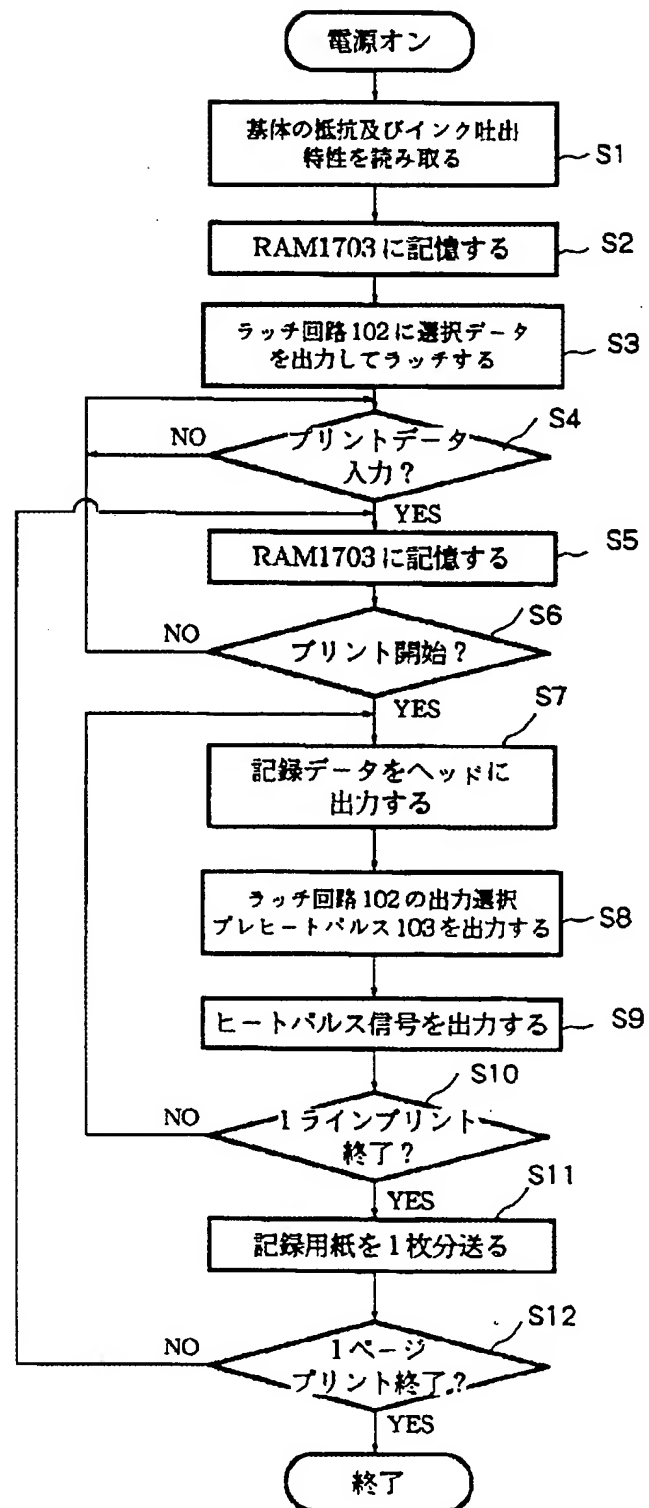 電源オン
基体の抵抗及びインク吐出
特性を読み取る
S1
RAM1703に記憶する
S2
ラッチ回路102に選択データ
を出力してラッチする
S3
S4
NO
プリントデータ
入力?
YES
RAM1703に記憶する
S5
S6
NO
プリント開始?
YES
S7
記録データをヘッドに
出力する
ラッチ回路102の出力選択
プレヒートパルス103を出力する
S8
ヒートパルス信号を出力する
S9
S10
NO
1ラインプリント
終了?
YES
S11
記録用紙を1枚分送る
S12
NO
1ページ
プリント終了?
YES
終了